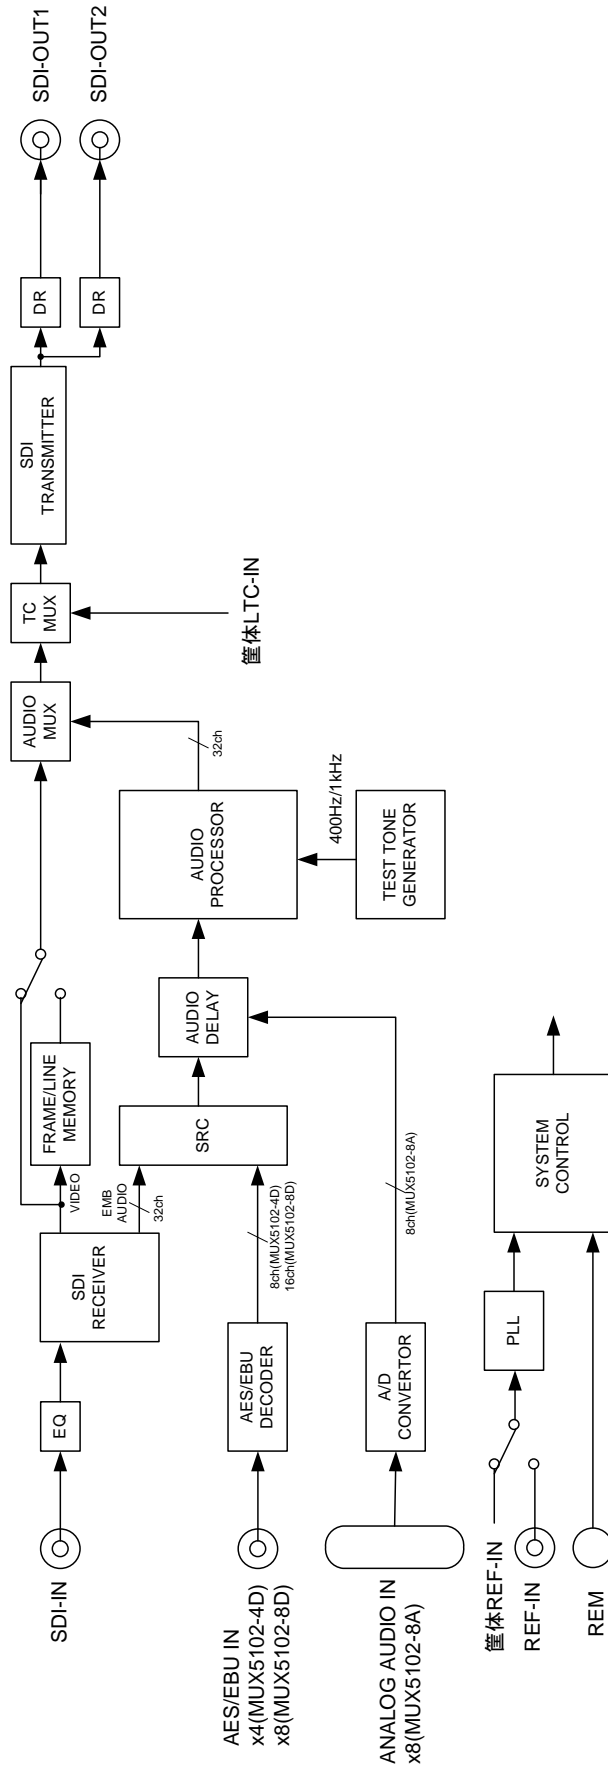 SDI-IN
EQ
SDI
RECEIVER
VIDEO
FRAME/LINE
MEMORY
EMB
AUDIO
32ch
AUDIO
MUX
TC
MUX
SDI
TRANSMITTER
DR
DR
SDI-OUT1
SDI-OUT2
筐体LTC-IN
AES/EBU IN
x4(MUX5102-4D)
x8(MUX5102-8D)
AES/EBU
DECODER
8ch(MUX5102-4D)
16ch(MUX5102-8D)
SRC
AUDIO
DELAY
AUDIO
PROCESSOR
32ch
400Hz/1kHz
TEST TONE
GENERATOR
ANALOG AUDIO IN
x8(MUX5102-8A)
A/D
CONVERTOR
8ch(MUX5102-8A)
筐体REF-IN
REF-IN
PLL
SYSTEM
CONTROL
REM